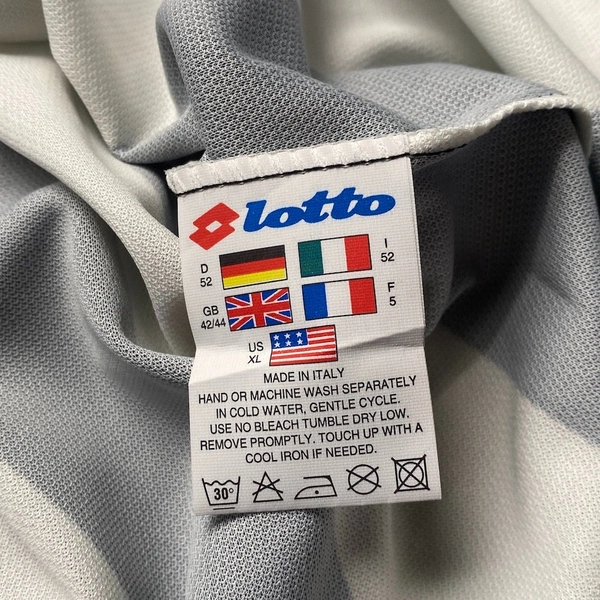 lotto
D
52
I
52
GB
42/44
F
5
US
XL
MADE IN ITALY
HAND OR MACHINE WASH SEPARATELY
IN COLD WATER, GENTLE CYCLE.
USE NO BLEACH TUMBLE DRY LOW.
REMOVE PROMPTLY. TOUCH UP WITH A
COOL IRON IF NEEDED.
30°